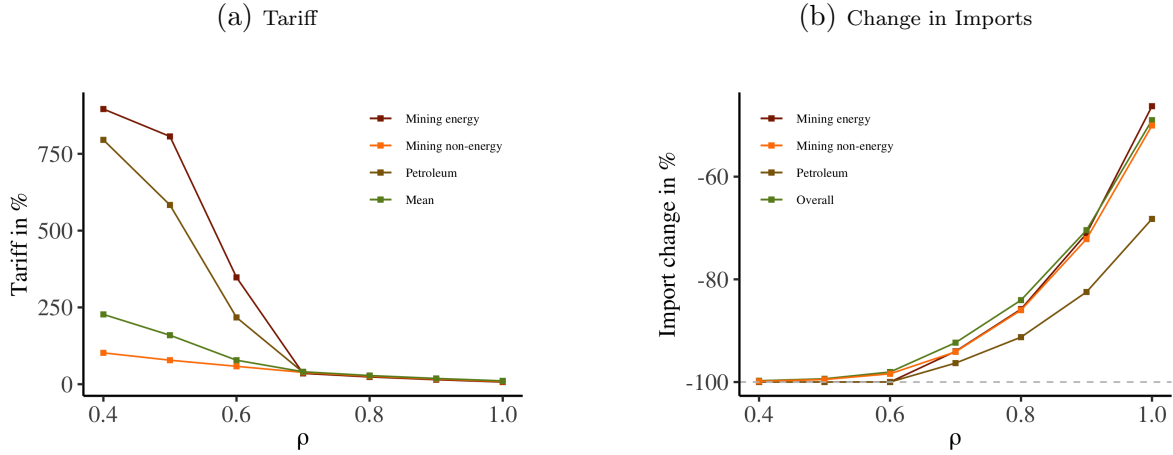 (a) Tariff
Tariff in %
750
500
250
0
Mining energy
Mining non-energy
Petroleum
Mean
0.4 0.6 0.8 1.0
ρ
(b) Change in Imports
Import change in %
-60
-80
-100
Mining energy
Mining non-energy
Petroleum
Overall
0.4 0.6 0.8 1.0
ρ